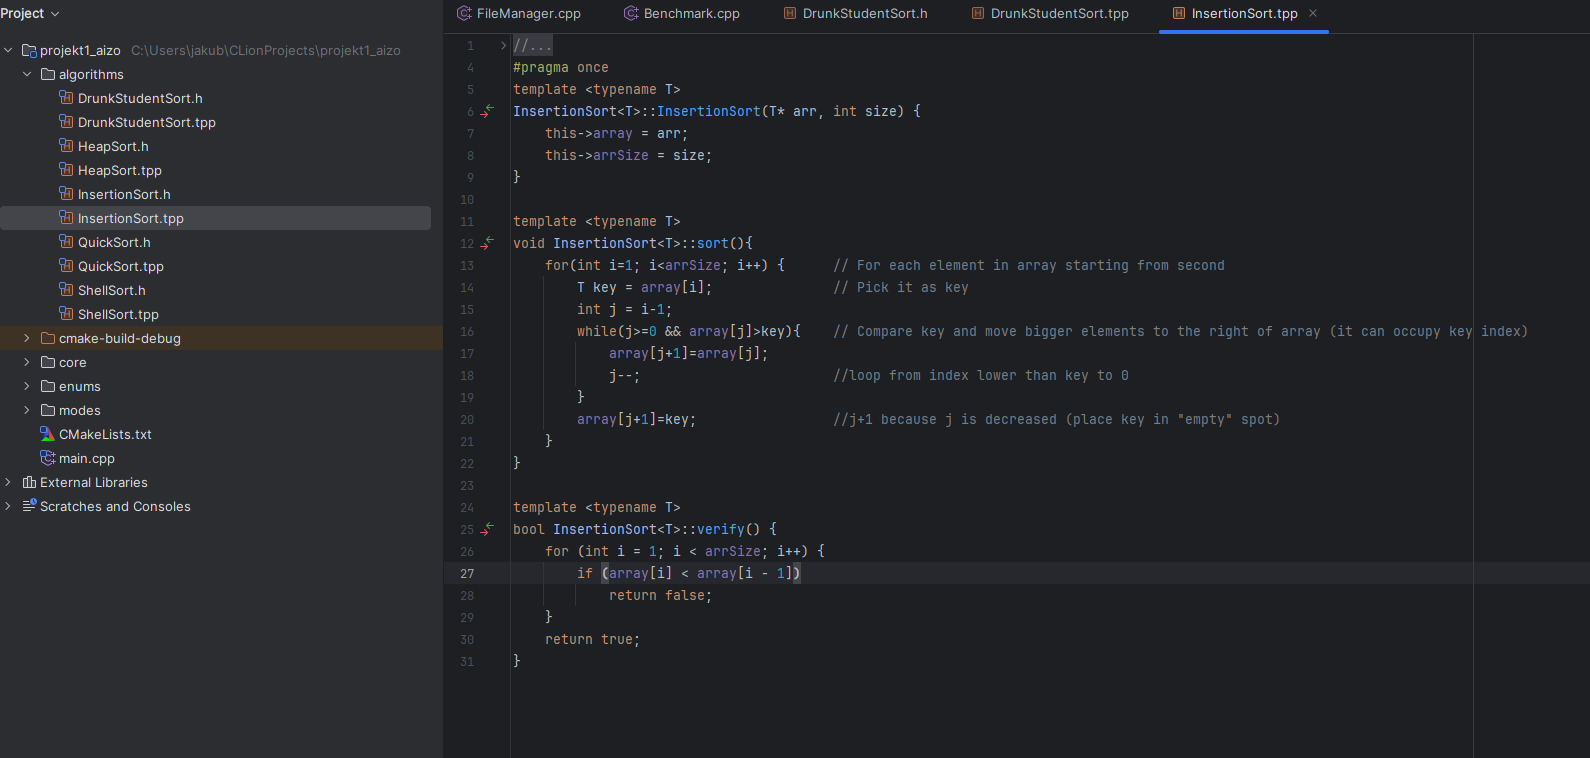 Project
projekt1_aizo C:\Users\jakub\CLionProjects\projekt1_aizo
algorithms
DrunkStudentSort.h
DrunkStudentSort.tpp
HeapSort.h
HeapSort.tpp
InsertionSort.h
InsertionSort.tpp
QuickSort.h
QuickSort.tpp
ShellSort.h
ShellSort.tpp
cmake-build-debug
core
enums
modes
CMakeLists.txt
main.cpp
External Libraries
Scratches and Consoles
FileManager.cpp Benchmark.cpp DrunkStudentSort.h DrunkStudentSort.tpp InsertionSort.tpp
1 //...
4 #pragma once
5 template <typename T>
6 InsertionSort<T>::InsertionSort(T* arr, int size) {
7 this->array = arr;
8 this->arrSize = size;
9 }
10
11 template <typename T>
12 void InsertionSort<T>::sort(){
13 for(int i=1; i<arrSize; i++) { // For each element in array starting from second
14 T key = array[i]; // Pick it as key
15 int j = i-1;
16 while(j>=0 && array[j]>key){ // Compare key and move bigger elements to the right of array (it can occupy key index)
17 array[j+1]=array[j];
18 j--; //loop from index lower than key to 0
19 }
20 array[j+1]=key; //j+1 because j is decreased (place key in "empty" spot)
21 }
22 }
23
24 template <typename T>
25 bool InsertionSort<T>::verify() {
26 for (int i = 1; i < arrSize; i++) {
27 if (array[i] < array[i - 1])
28 return false;
29 }
30 return true;
31 }